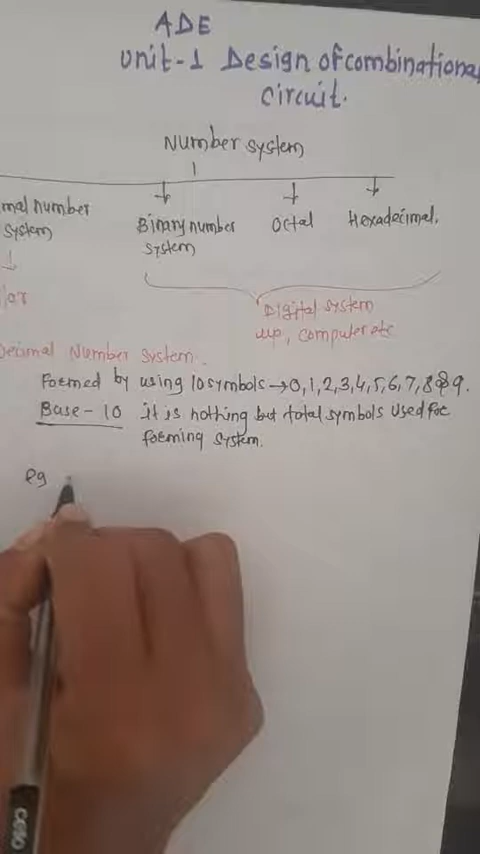 ADE
Unit-1 Design of combinationa
circuit.
Number system
mal number
system
Binary number
system
Octal
Hexadecimal.
Digital system
up, computer etc
Decimal Number System.
Formed by using 10 symbols → 0, 1, 2, 3, 4, 5, 6, 7, 8 & 9.
Base - 10 it is nothing but total symbols used for
forming system.
eg
cello